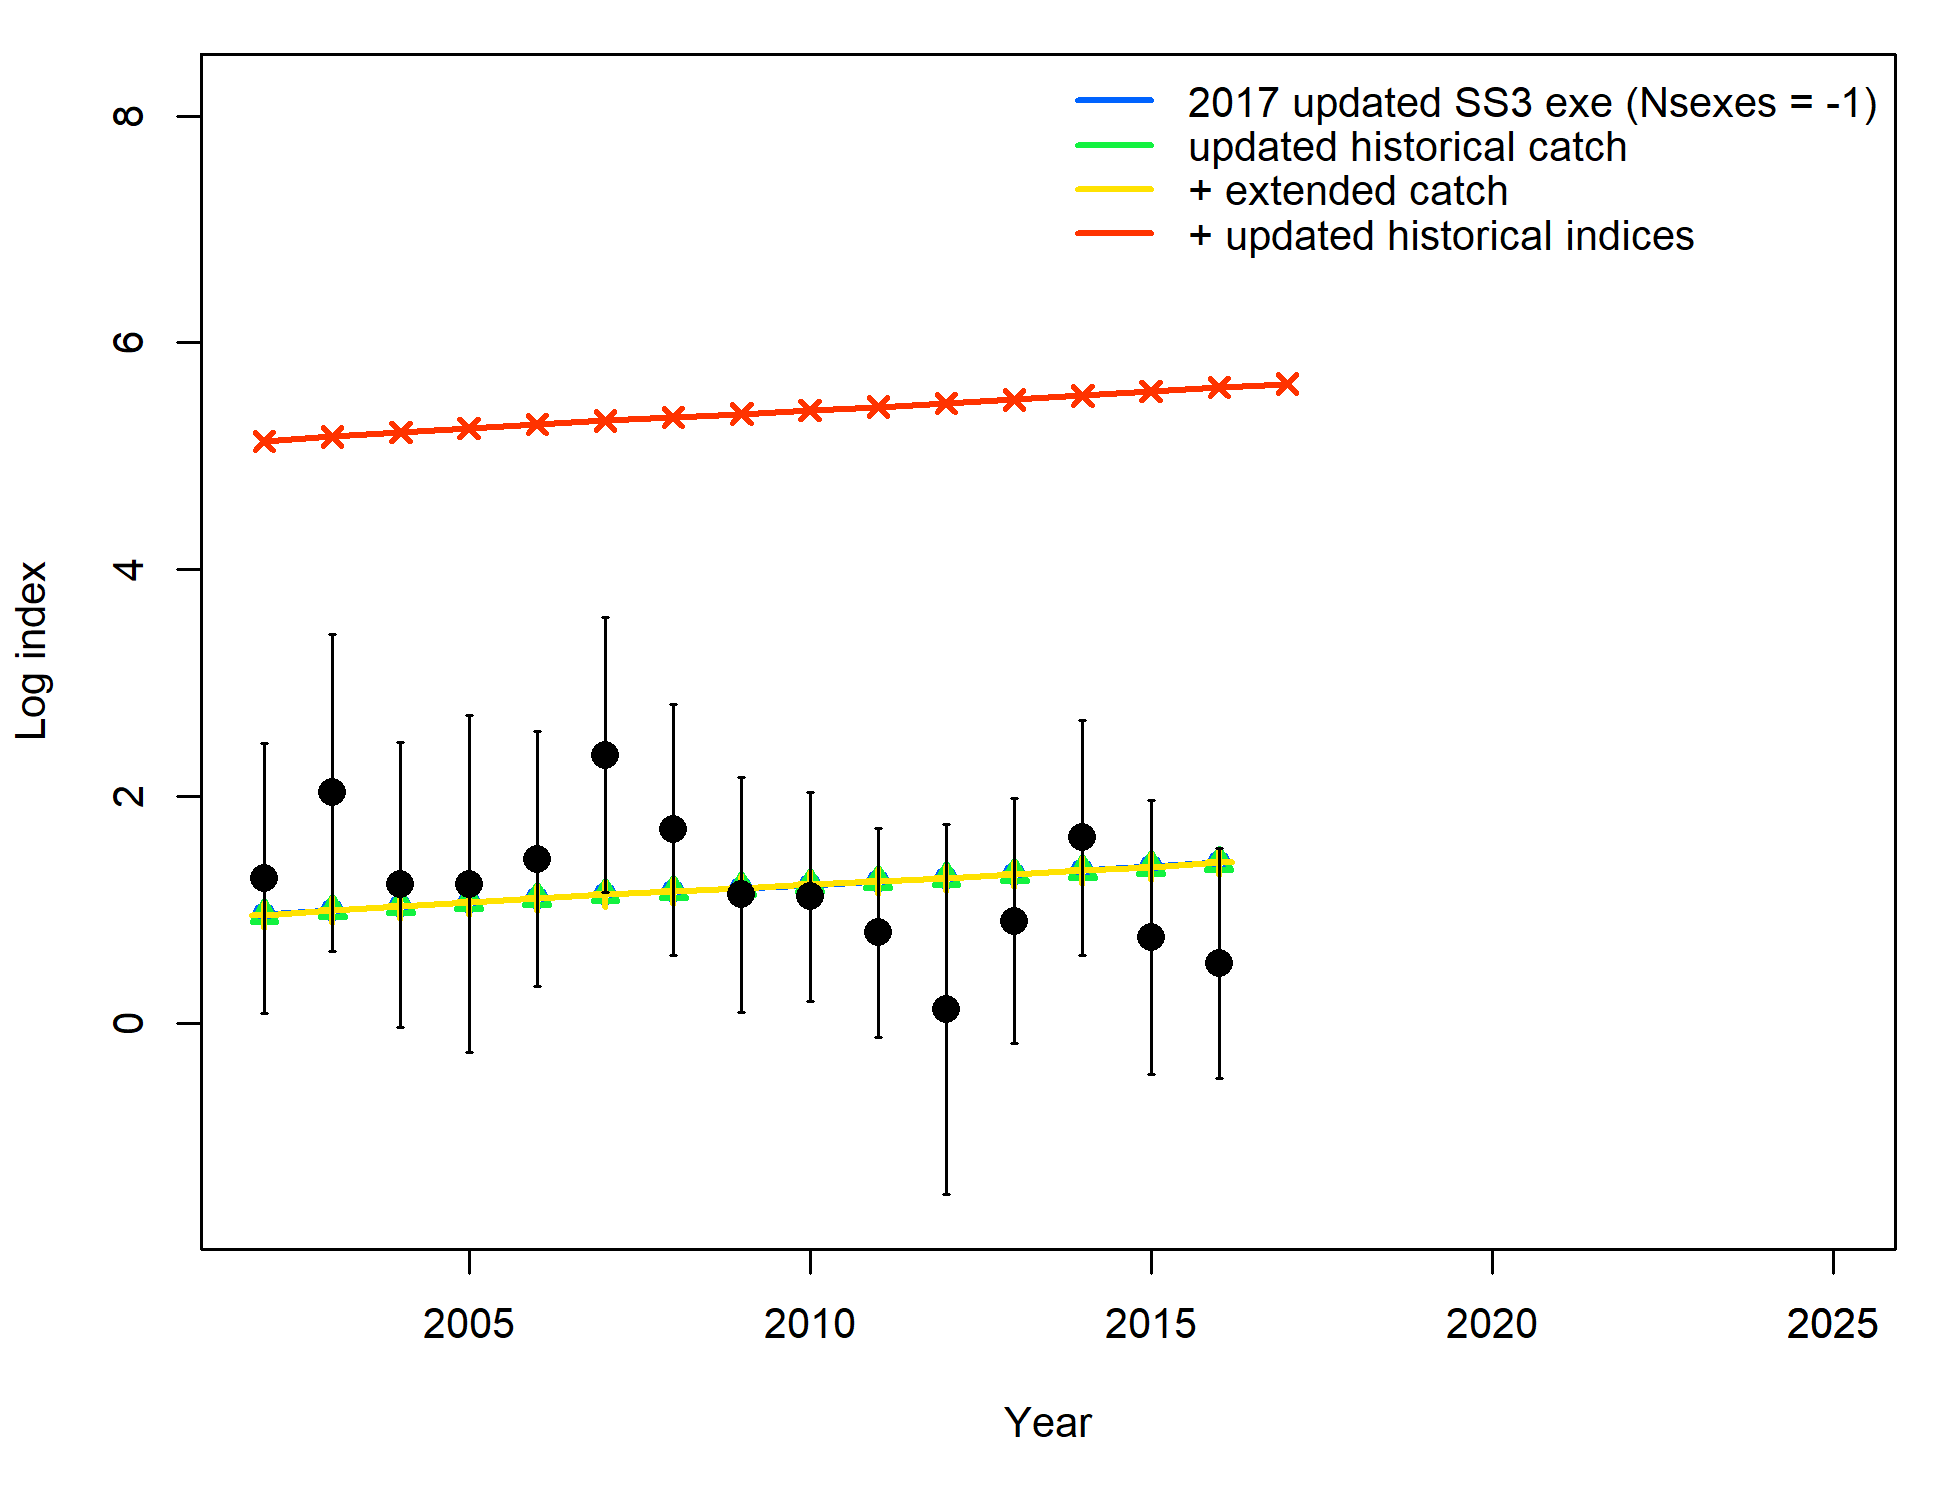 2017 updated SS3 exe (Nsexes = -1)
updated historical catch
+ extended catch
+ updated historical indices
8
6
4
2
0
Log index
2005 2010 2015 2020 2025
Year